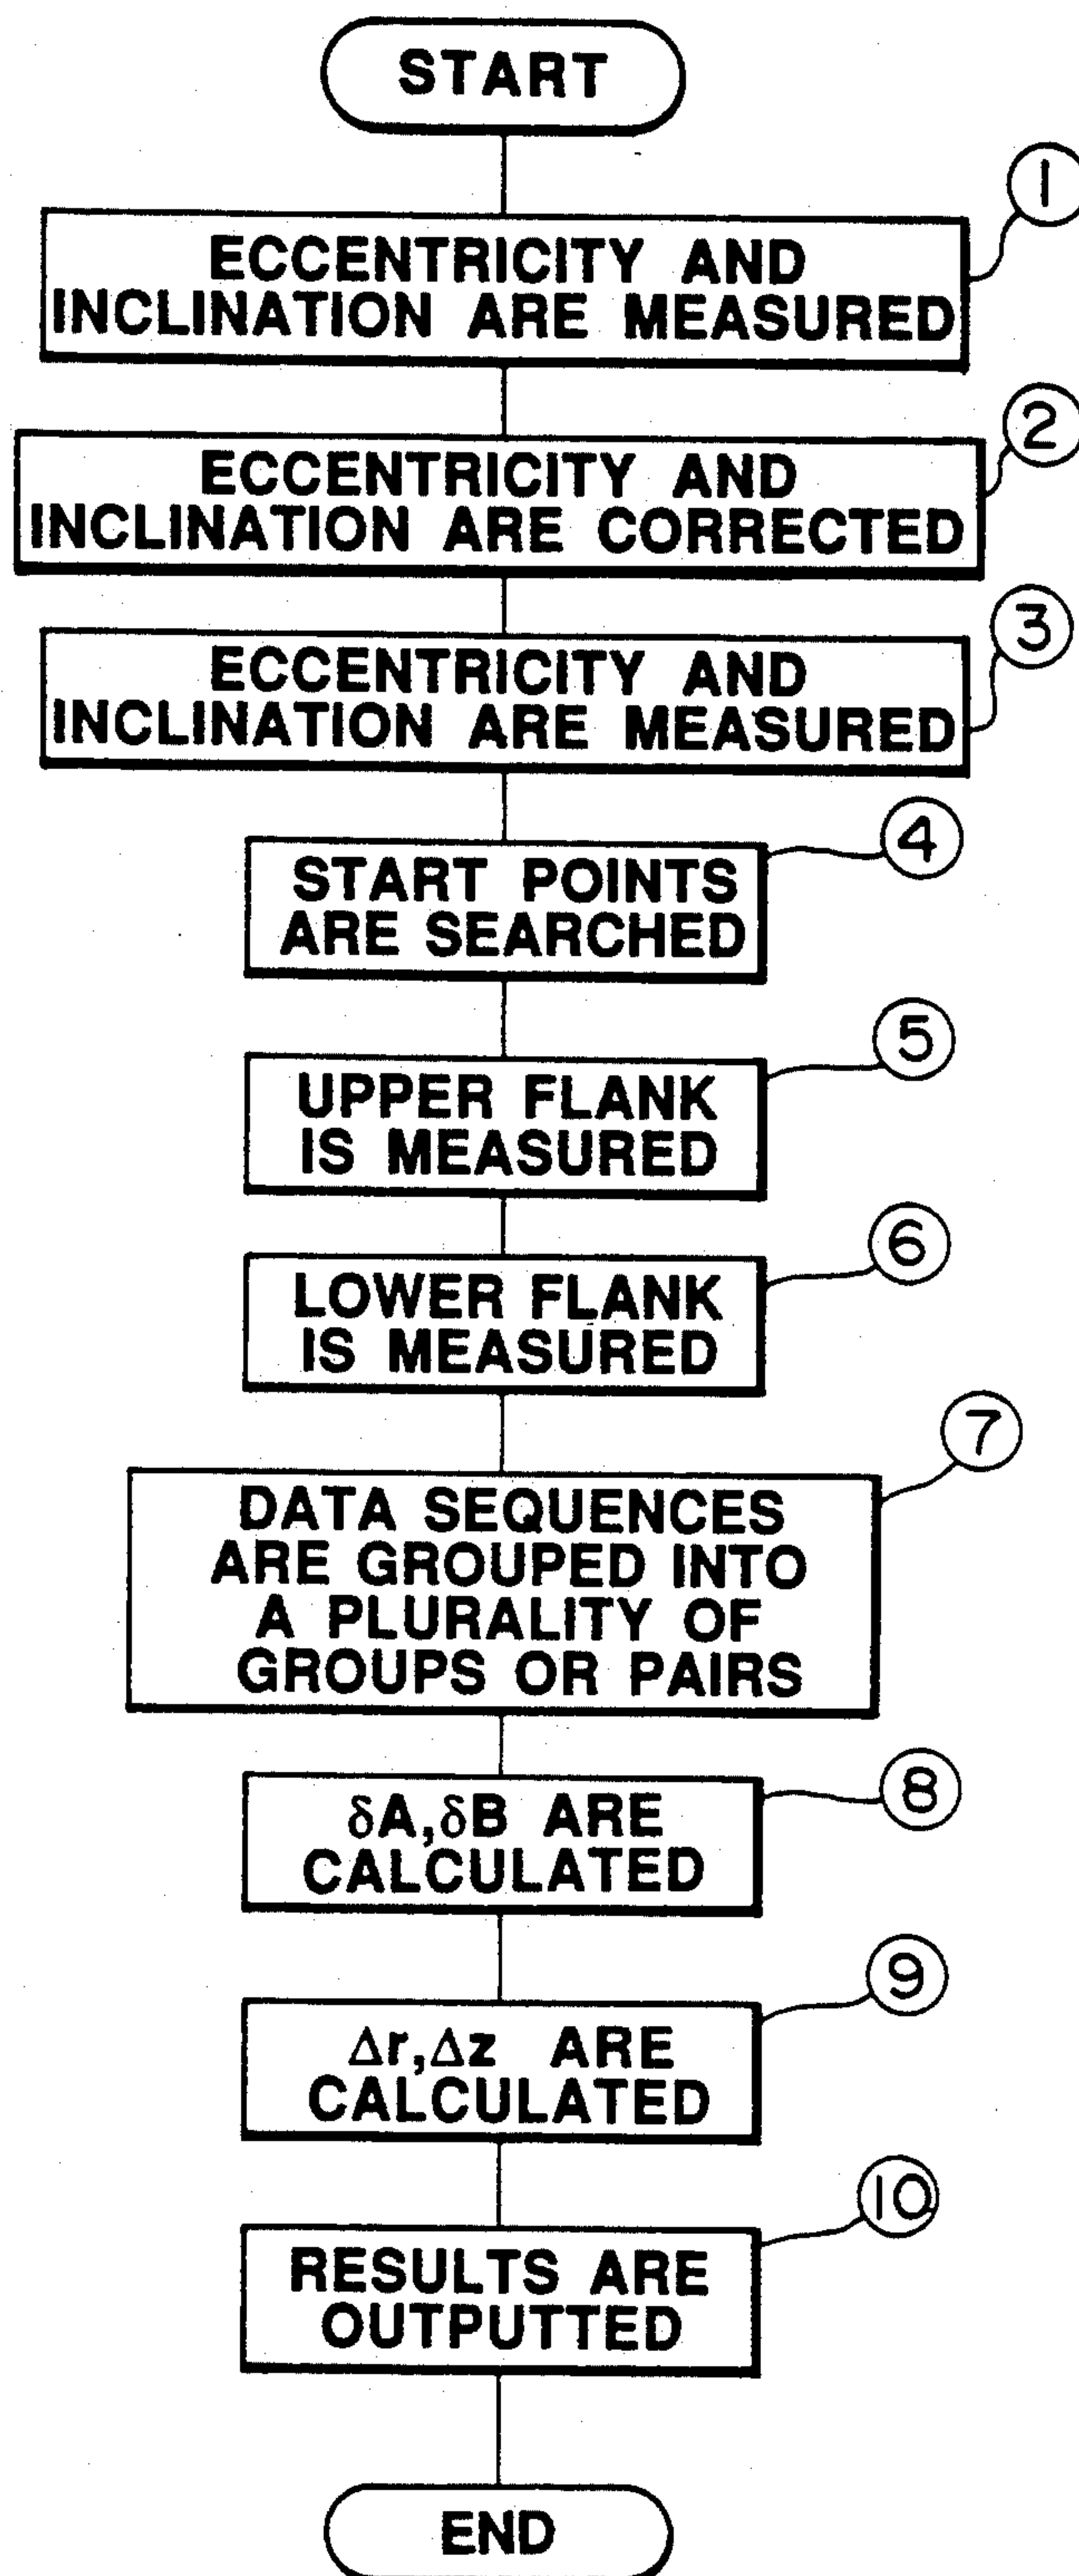 START
1
ECCENTRICITY AND
INCLINATION ARE MEASURED
2
ECCENTRICITY AND
INCLINATION ARE CORRECTED
3
ECCENTRICITY AND
INCLINATION ARE MEASURED
4
START POINTS
ARE SEARCHED
5
UPPER FLANK
IS MEASURED
6
LOWER FLANK
IS MEASURED
7
DATA SEQUENCES
ARE GROUPED INTO
A PLURALITY OF
GROUPS OR PAIRS
8
δA,δB ARE
CALCULATED
9
Δr,Δz ARE
CALCULATED
10
RESULTS ARE
OUTPUTTED
END